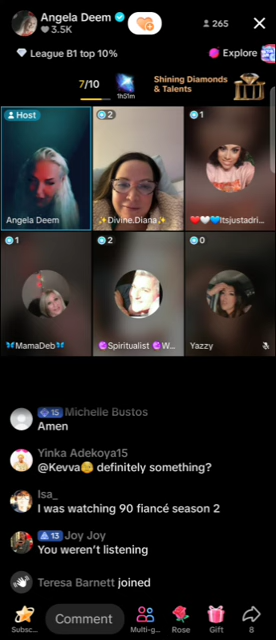 Angela Deem
3.5K
265
League B1 top 10%
Explore
7/10
1h51m
Shining Diamonds
& Talents
Host
Angela Deem
2
✨Divine.Diana✨
1
❤️🤍💙Itsjustadri...
1
🦋MamaDeb🦋
2
Spiritualist W...
0
Yazzy
15 Michelle Bustos
Amen
Yinka Adekoya15
@Kevva definitely something?
Isa_
I was watching 90 fiancé season 2
13 Joy Joy
You weren't listening
Teresa Barnett joined
Subsc...
Comment
Multi-g...
Rose
Gift
8